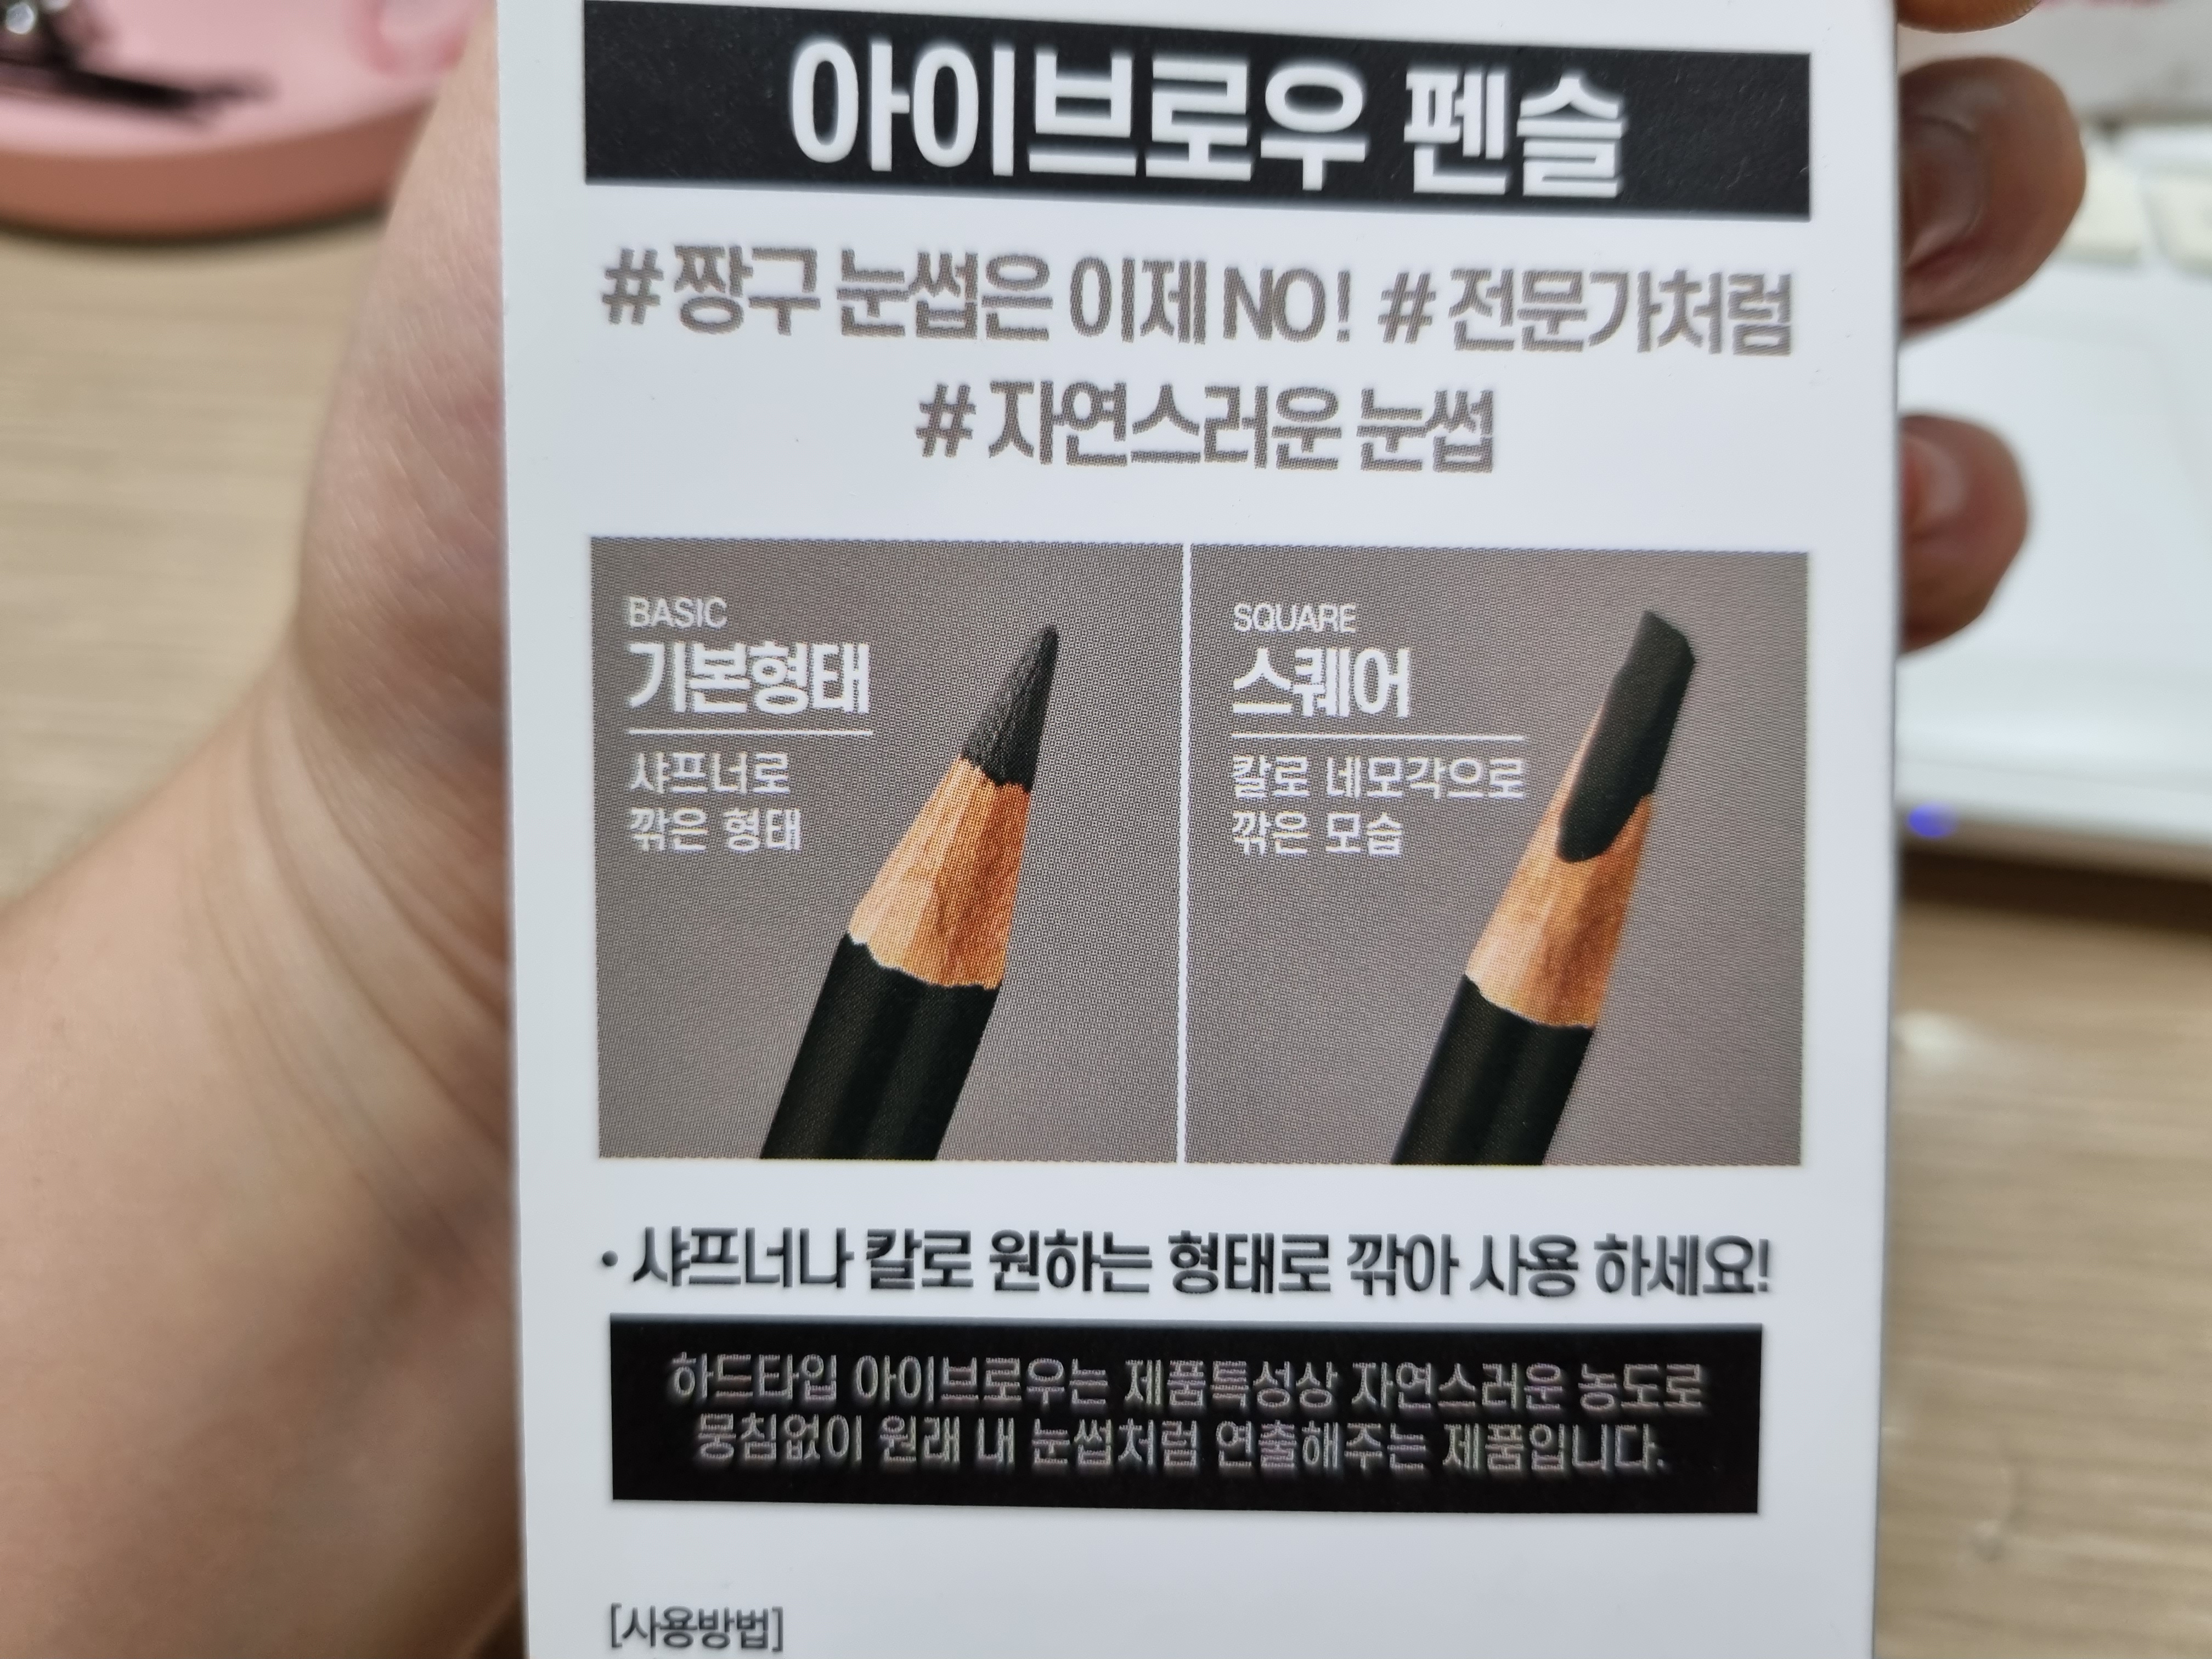 아이브로우 펜슬
#짱구 눈썹은 이제 NO! #전문가처럼
#자연스러운 눈썹
BASIC
기본형태
샤프너로
깎은 형태
SQUARE
스퀘어
칼로 네모각으로
깎은 모습
• 샤프너나 칼로 원하는 형태로 깎아 사용 하세요!
하드타입 아이브로우는 제품특성상 자연스러운 농도로
뭉침없이 원래 내 눈썹처럼 연출해주는 제품입니다.
[사용방법]